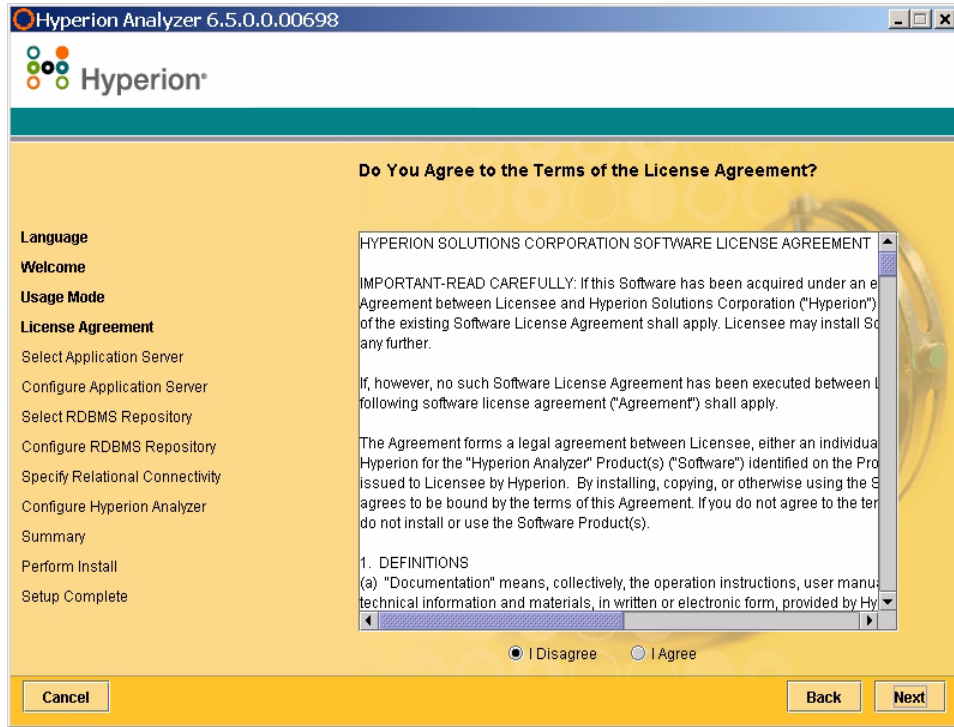 Hyperion Analyzer 6.5.0.0.00698
Hyperion
Do You Agree to the Terms of the License Agreement?
Language
Welcome
Usage Mode
License Agreement
Select Application Server
Configure Application Server
Select RDBMS Repository
Configure RDBMS Repository
Specify Relational Connectivity
Configure Hyperion Analyzer
Summary
Perform Install
Setup Complete
HYPERION SOLUTIONS CORPORATION SOFTWARE LICENSE AGREEMENT
IMPORTANT-READ CAREFULLY: If this Software has been acquired under an e
Agreement between Licensee and Hyperion Solutions Corporation ("Hyperion")
of the existing Software License Agreement shall apply. Licensee may install So
any further.
If, however, no such Software License Agreement has been executed between L
following software license agreement ("Agreement") shall apply.
The Agreement forms a legal agreement between Licensee, either an individua
Hyperion for the "Hyperion Analyzer" Product(s) ("Software") identified on the Pro
issued to Licensee by Hyperion. By installing, copying, or otherwise using the S
agrees to be bound by the terms of this Agreement. If you do not agree to the ter
do not install or use the Software Product(s).
1. DEFINITIONS
(a) "Documentation" means, collectively, the operation instructions, user manua
technical information and materials, in written or electronic form, provided by Hy
I Disagree I Agree
Cancel Back Next